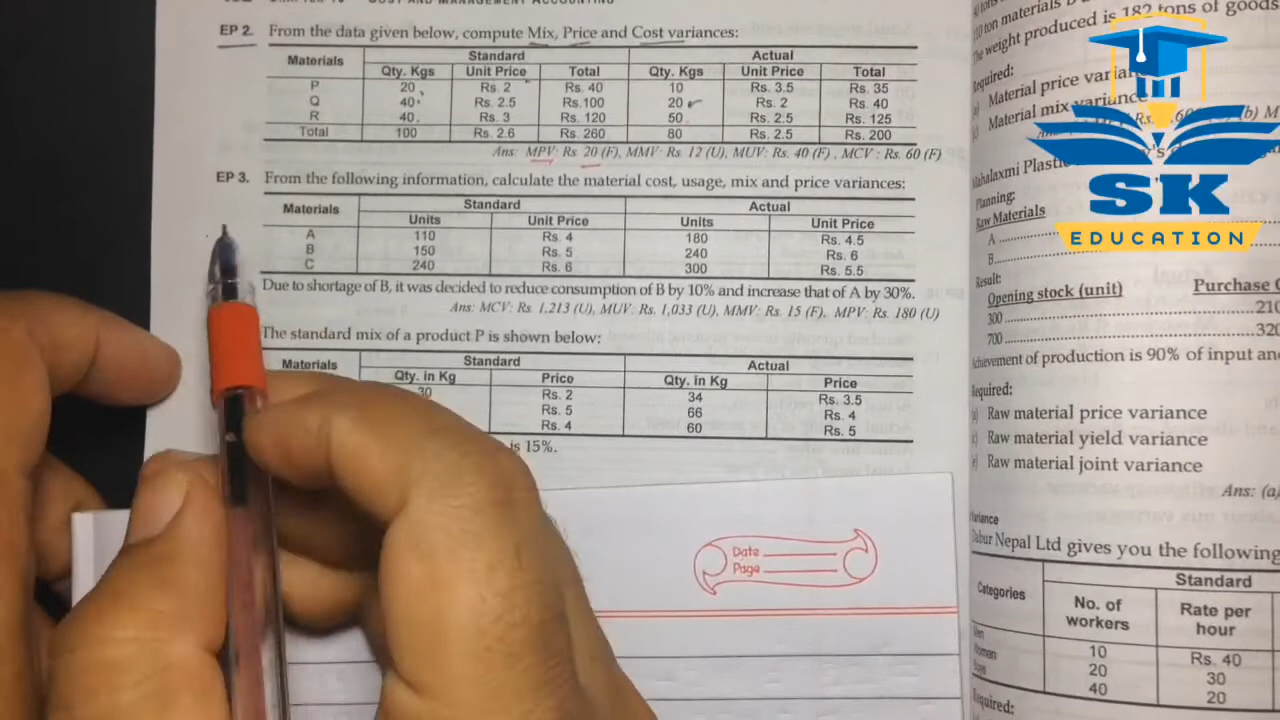 EP 2. From the data given below, compute Mix, Price and Cost variances:
Materials Standard Actual
Qty. Kgs Unit Price Total Qty. Kgs Unit Price Total
P 20 Rs. 2 Rs. 40 10 Rs. 3.5 Rs. 35
Q 40 Rs. 2.5 Rs.100 20 Rs. 2 Rs. 40
R 40 Rs. 3 Rs. 120 50 Rs. 2.5 Rs. 125
Total 100 Rs. 2.6 Rs. 260 80 Rs. 2.5 Rs. 200
Ans: MPV: Rs. 20 (F), MMV: Rs. 12 (U), MUV: Rs. 40 (F) , MCV : Rs. 60 (F)
EP 3. From the following information, calculate the material cost, usage, mix and price variances:
Materials Standard Actual
Units Unit Price Units Unit Price
A 110 Rs. 4 180 Rs. 4.5
B 150 Rs. 5 240 Rs. 6
C 240 Rs. 6 300 Rs. 5.5
Due to shortage of B, it was decided to reduce consumption of B by 10% and increase that of A by 30%.
Ans: MCV: Rs. 1,213 (U), MUV: Rs. 1,033 (U), MMV: Rs. 15 (F), MPV: Rs. 180 (U)
The standard mix of a product P is shown below:
Materials Standard Actual
Qty. in Kg Price Qty. in Kg Price
30 Rs. 2 34 Rs. 3.5
Rs. 5 66 Rs. 4
Rs. 4 60 Rs. 5
is 15%.
Date
Page
materials
The weight produced is 182 tons of goods
Required:
Material price
Material mix variance
Mahalaxmi Plastic
Planning:
Raw Materials
A
B
Result:
Opening stock (unit) Purchase
300
700 320
Achievement of production is 90% of input
Required:
Raw material price variance
Raw material yield variance
Raw material joint variance
Ans: (a)
Nepal Ltd gives you the following
Categories Standard
No. of workers Rate per hour
Men 10 Rs. 40
Women 20 30
40 20
Required:
SK
EDUCATION